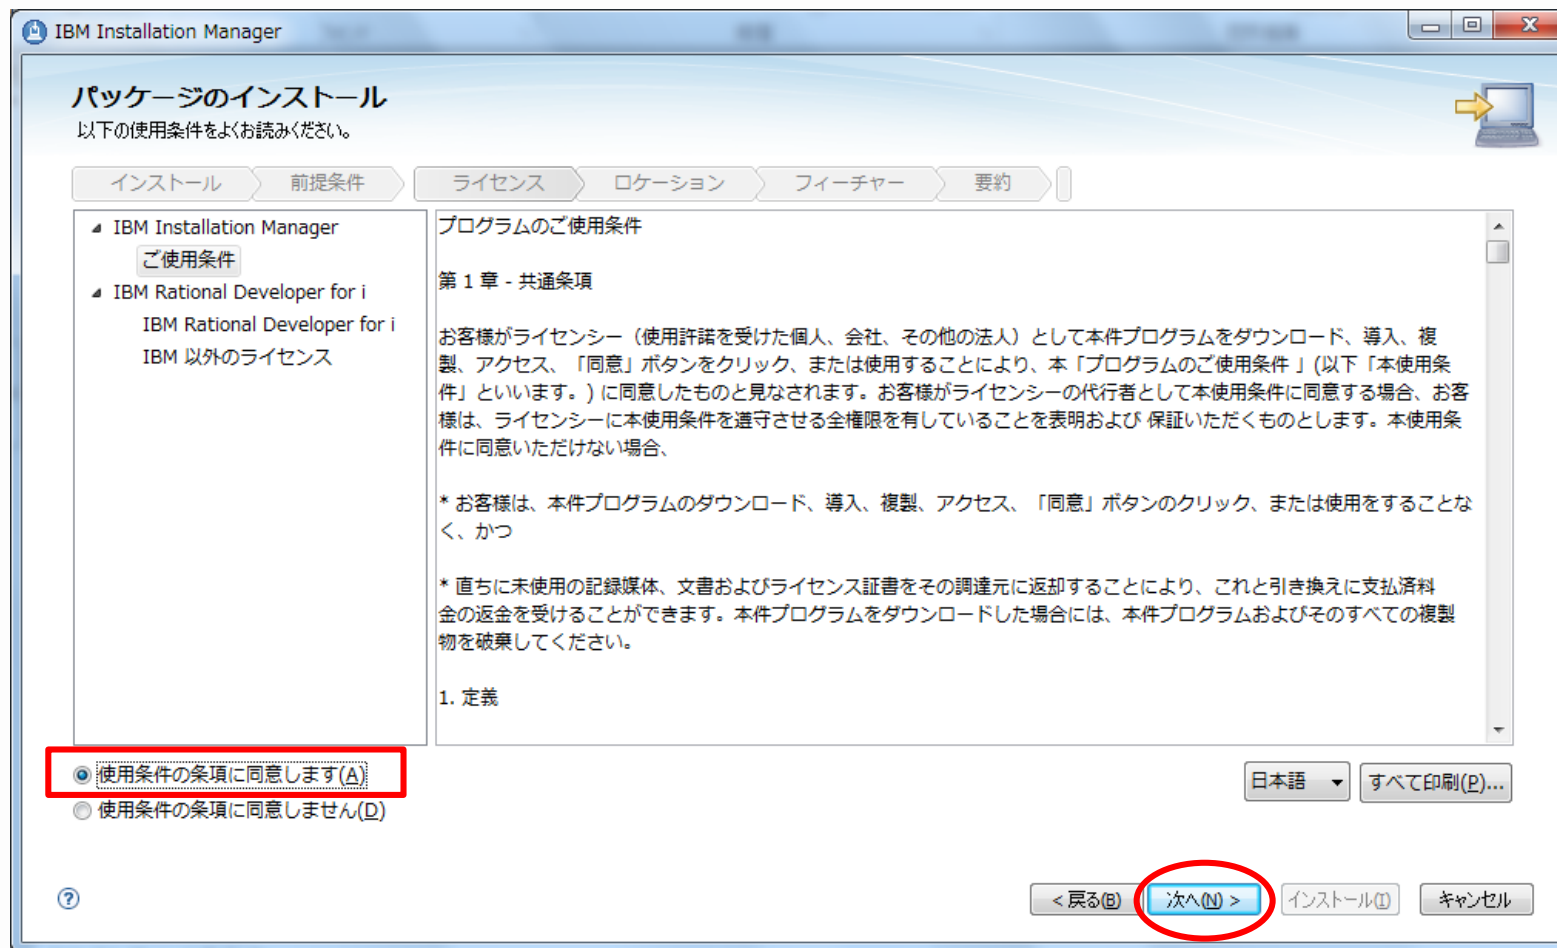 IBM Installation Manager
パッケージのインストール
以下の使用条件をよくお読みください。
インストール 前提条件 ライセンス ロケーション フィーチャー 要約
IBM Installation Manager
ご使用条件
IBM Rational Developer for i
IBM Rational Developer for i
IBM 以外のライセンス
プログラムのご使用条件
第 1 章 - 共通条項
お客様がライセンシー（使用許諾を受けた個人、会社、その他の法人）として本件プログラムをダウンロード、導入、複
製、アクセス、「同意」ボタンをクリック、または使用することにより、本「プログラムのご使用条件 」(以下「本使用条
件」といいます。) に同意したものと見なされます。お客様がライセンシーの代行者として本使用条件に同意する場合、お客
様は、ライセンシーに本使用条件を遵守させる全権限を有していることを表明および 保証いただくものとします。本使用条
件に同意いただけない場合、
* お客様は、本件プログラムのダウンロード、導入、複製、アクセス、「同意」ボタンのクリック、または使用をすることな
く、かつ
* 直ちに未使用の記録媒体、文書およびライセンス証書をその調達元に返却することにより、これと引き換えに支払済料
金の返金を受けることができます。本件プログラムをダウンロードした場合には、本件プログラムおよびそのすべての複製
物を破棄してください。
1. 定義
使用条件の条項に同意します(A)
使用条件の条項に同意しません(D)
日本語 すべて印刷(P)...
< 戻る(B) 次へ(N) > インストール(I) キャンセル